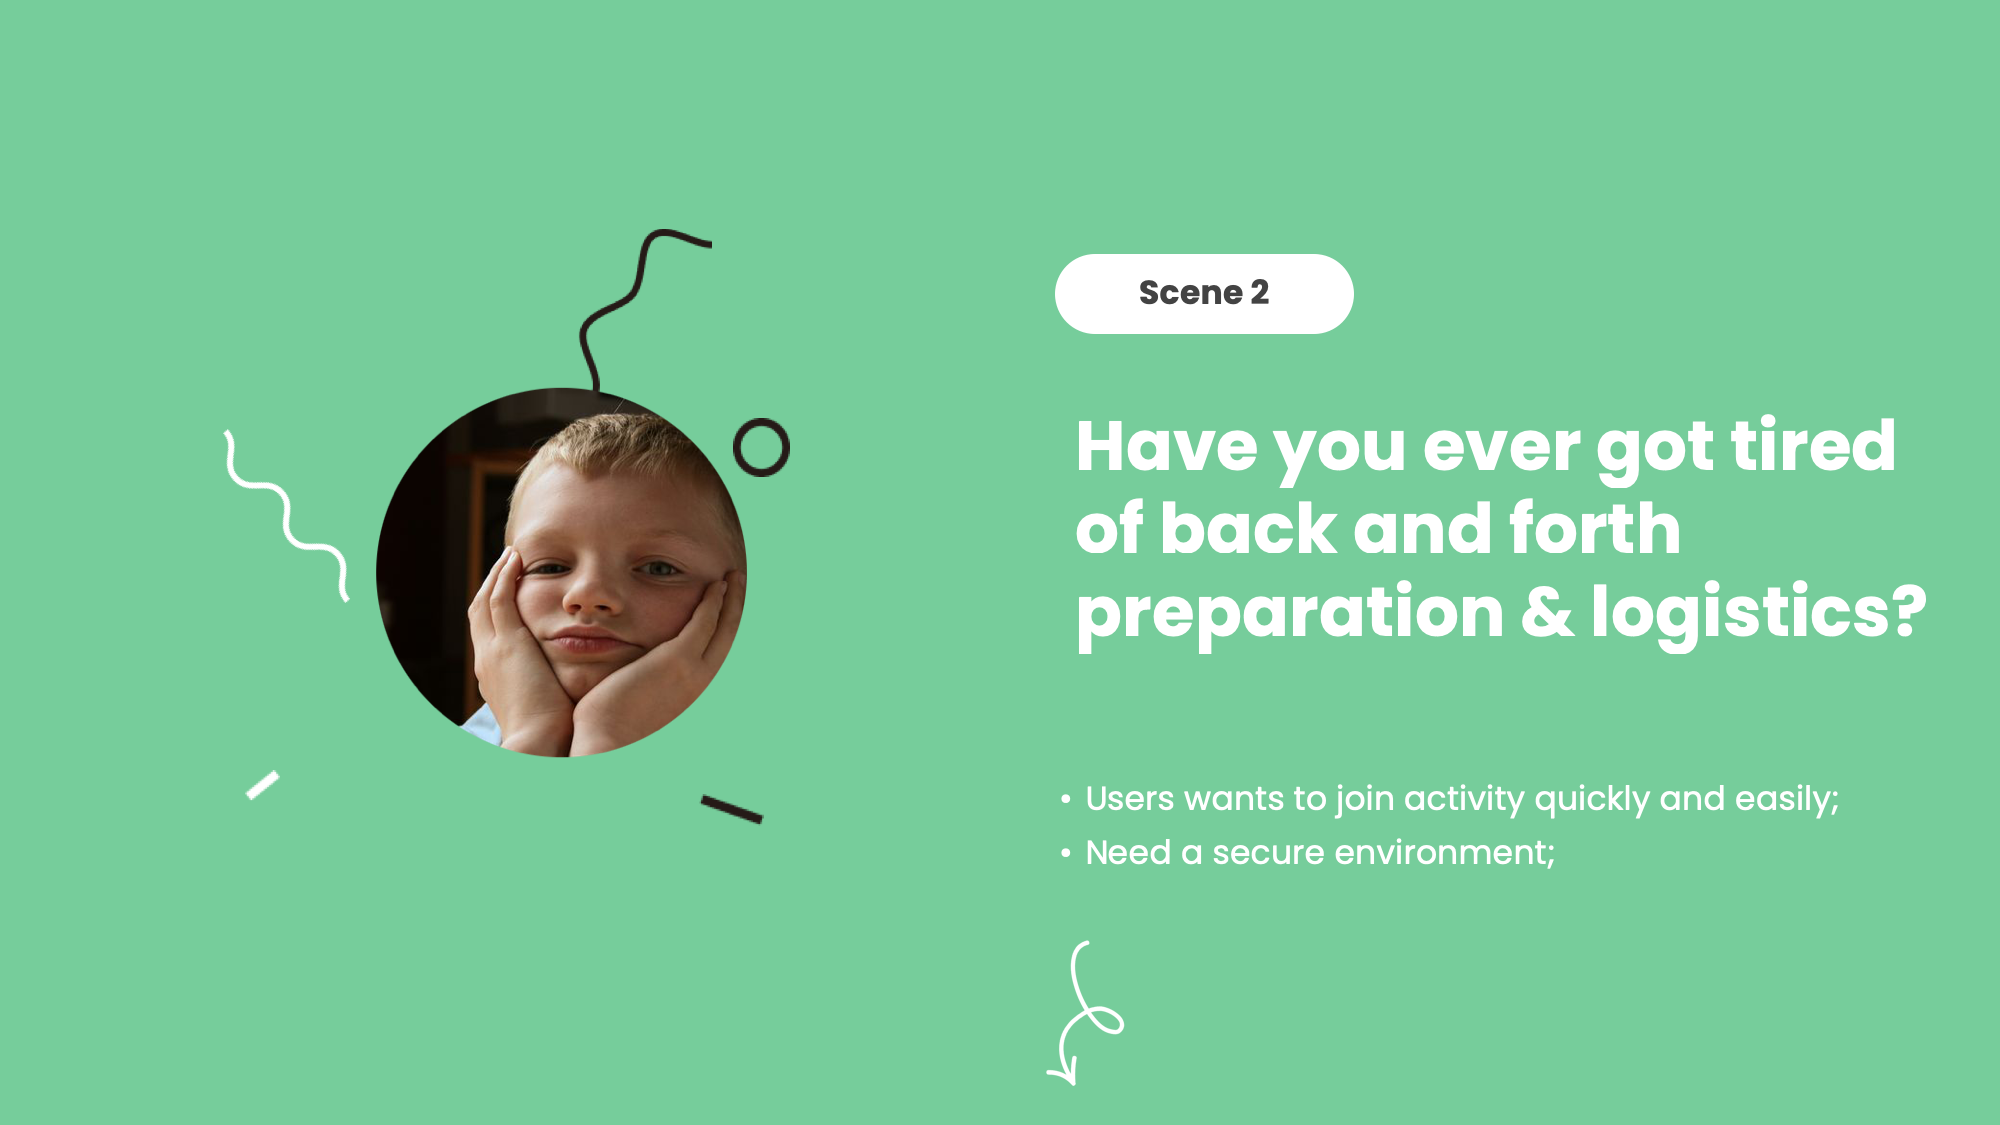 Scene 2
Have you ever got tired
of back and forth
preparation & logistics?
• Users wants to join activity quickly and easily;
• Need a secure environment;